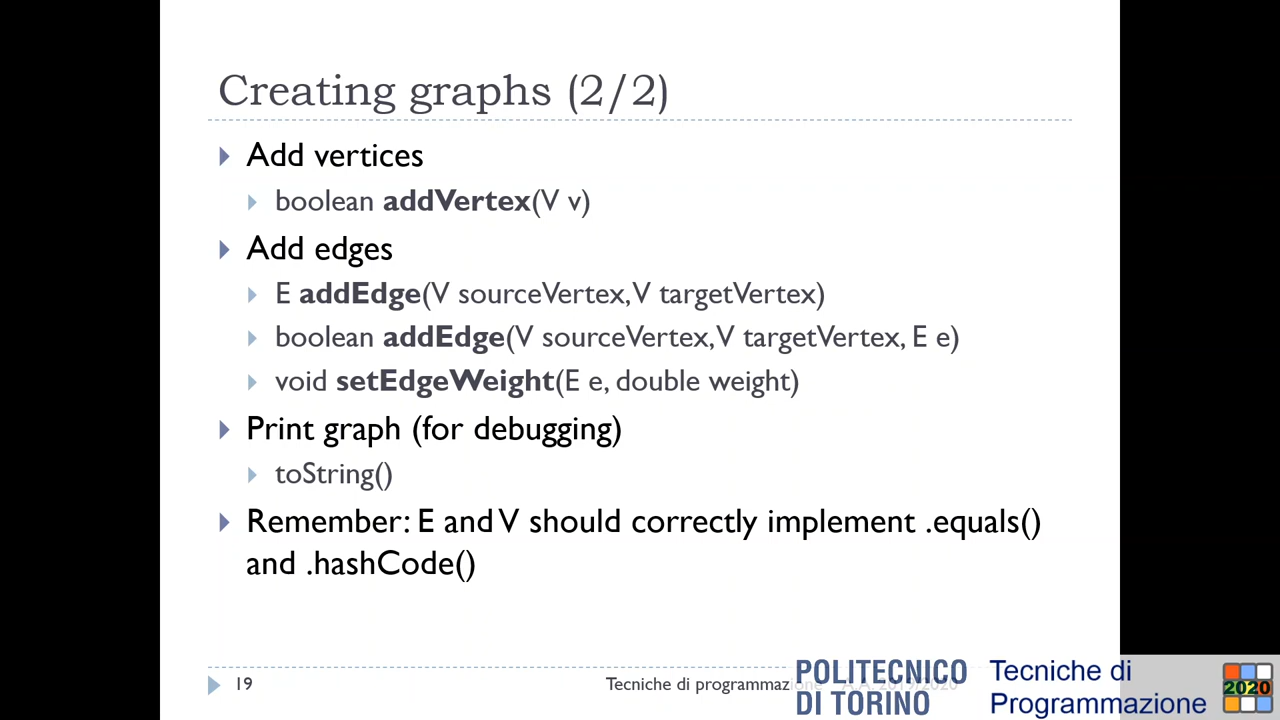 Creating graphs (2/2)
Add vertices
boolean addVertex(V v)
Add edges
E addEdge(V sourceVertex, V targetVertex)
boolean addEdge(V sourceVertex, V targetVertex, E e)
void setEdgeWeight(E e, double weight)
Print graph (for debugging)
toString()
Remember: E and V should correctly implement .equals()
and .hashCode()
19
Tecniche di programmazione A.A. 2019/2020
POLITECNICO
DI TORINO
Tecniche di
Programmazione
2020